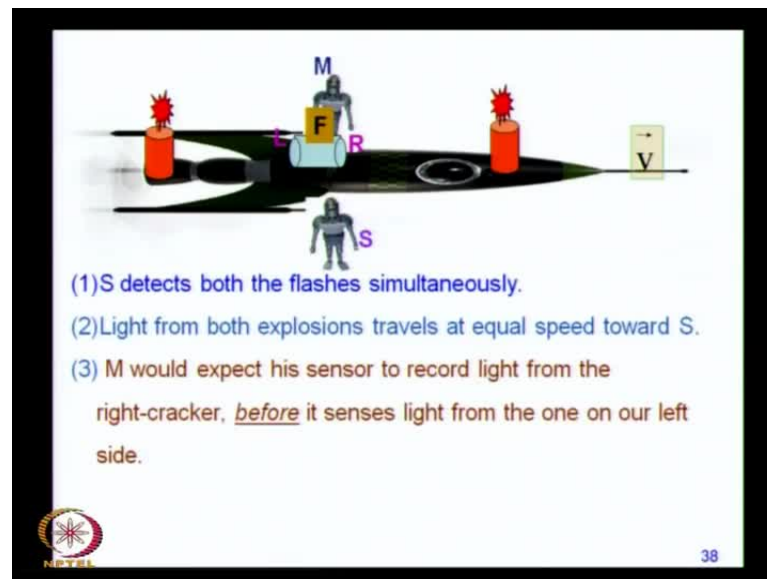 M
F
L
R
V
S
(1)S detects both the flashes simultaneously.
(2)Light from both explosions travels at equal speed toward S.
(3) M would expect his sensor to record light from the
right-cracker, before it senses light from the one on our left
side.
NPTEL
38